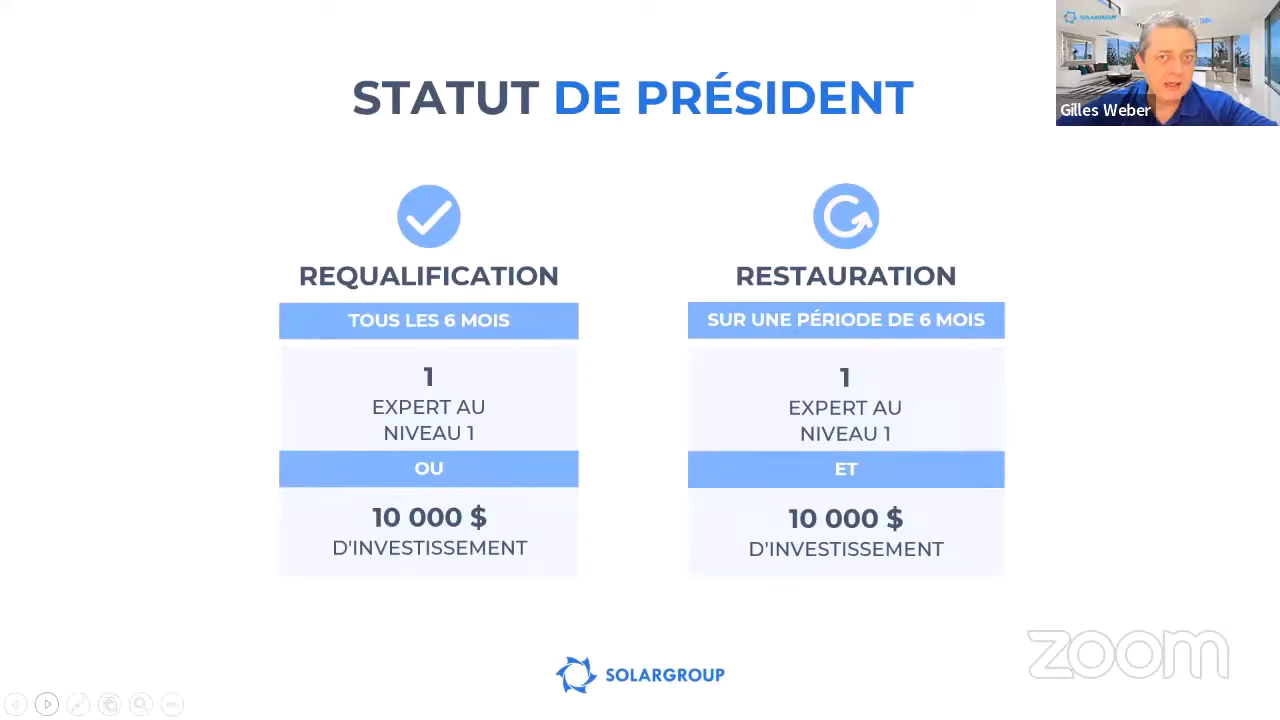 SOLARGROUP
Gilles Weber
STATUT DE PRÉSIDENT
REQUALIFICATION
TOUS LES 6 MOIS
1
EXPERT AU
NIVEAU 1
OU
10 000 $
D'INVESTISSEMENT
RESTAURATION
SUR UNE PÉRIODE DE 6 MOIS
1
EXPERT AU
NIVEAU 1
ET
10 000 $
D'INVESTISSEMENT
SOLARGROUP
zoom